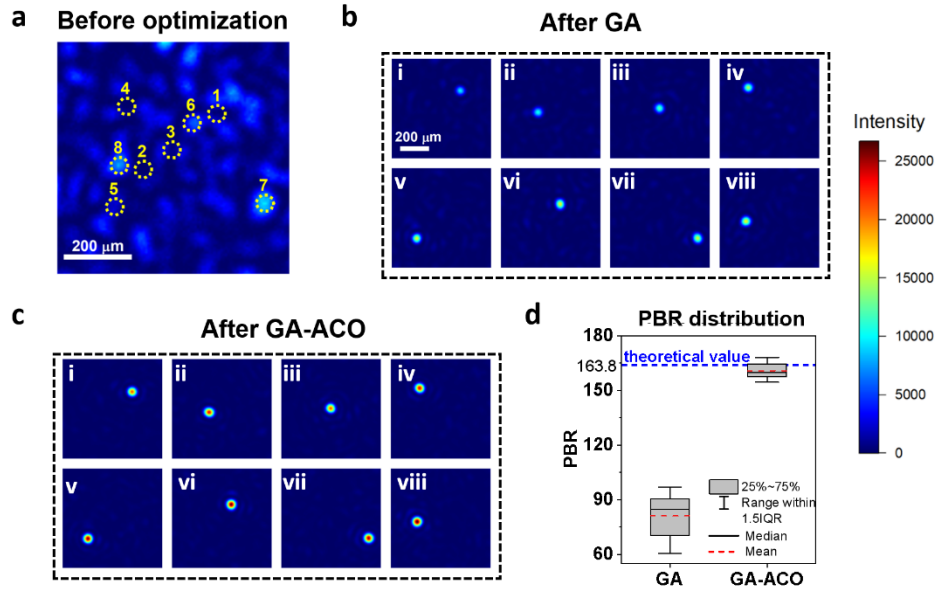 a
Before optimization
4
1
6
3
8
2
5
7
200 μm
b
After GA
i
ii
iii
iv
200 μm
v
vi
vii
viii
Intensity
25000
20000
15000
10000
5000
0
c
After GA-ACO
i
ii
iii
iv
v
vi
vii
viii
d
PBR distribution
180
theoretical value
163.8
150
120
90
60
PBR
25%~75%
Range within
1.5IQR
Median
Mean
GA
GA-ACO